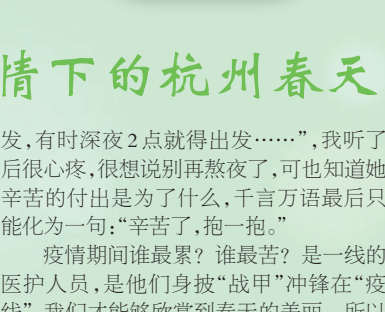 情下的杭州春天
发，有时深夜2点就得出发……”，我听了
后很心疼，很想说别再熬夜了，可也知道她
辛苦的付出是为了什么，千言万语最后只
能化为一句：“辛苦了，抱一抱。”
疫情期间谁最累？谁最苦？是一线的
医护人员，是他们身披“战甲”冲锋在“疫
线”，我们才能够欣赏到春天的美丽。所以